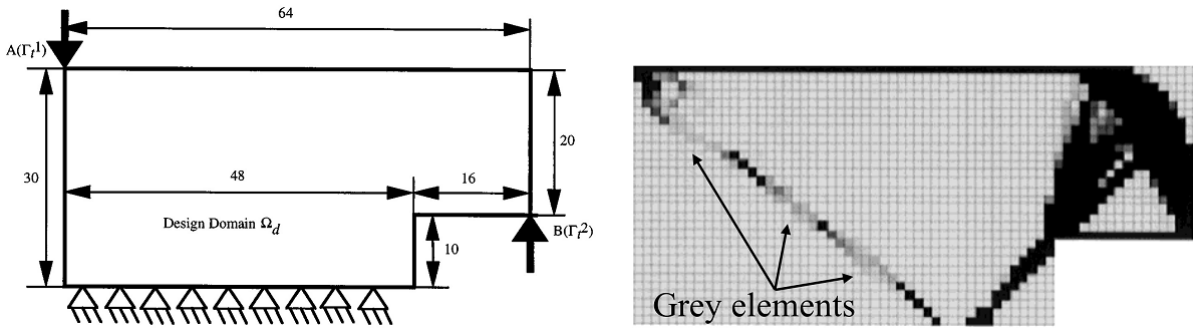 64
A(Γt1)
30
20
48
16
Design Domain Ωd
10
B(Γt2)
Grey elements